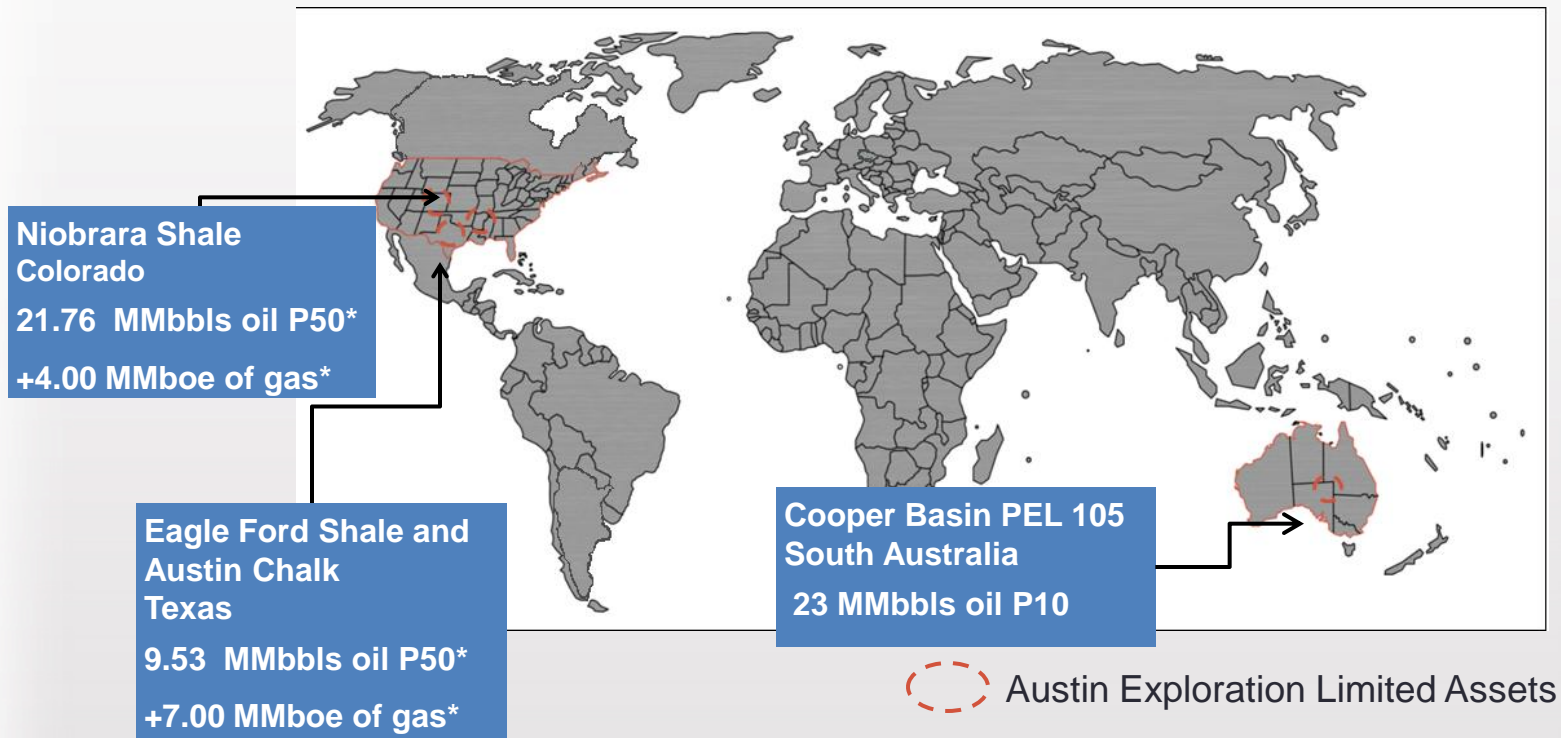 Niobrara Shale
Colorado
21.76 MMbbls oil P50*
+4.00 MMboe of gas*
Eagle Ford Shale and
Austin Chalk
Texas
9.53 MMbbls oil P50*
+7.00 MMboe of gas*
Cooper Basin PEL 105
South Australia
23 MMbbls oil P10
Austin Exploration Limited Assets